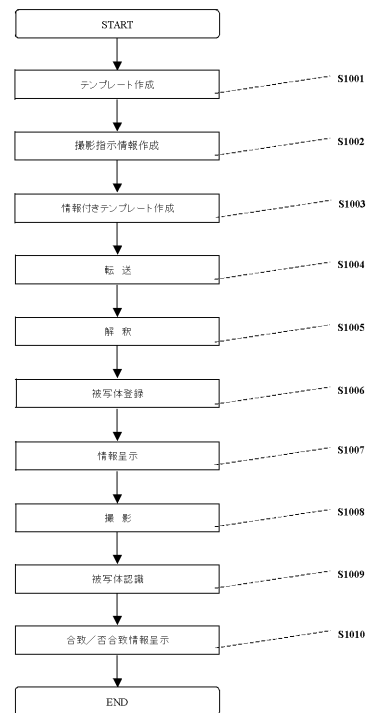 START
テンプレート作成
S1001
撮影指示情報作成
S1002
情報付きテンプレート作成
S1003
転 送
S1004
解 釈
S1005
被写体登録
S1006
情報呈示
S1007
撮 影
S1008
被写体認識
S1009
合致/否合致情報呈示
S1010
END